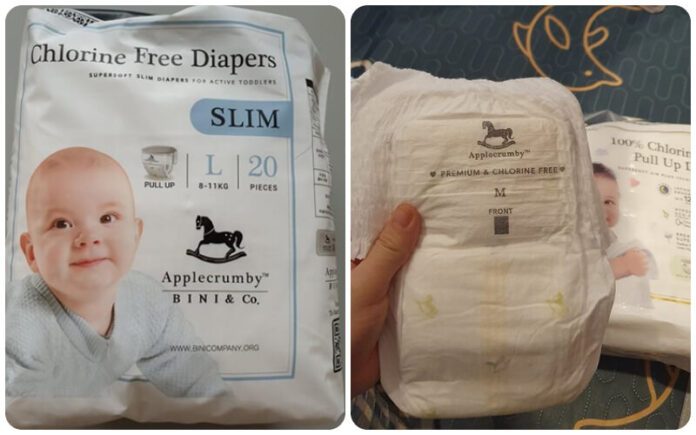 Chlorine Free Diapers
SUPERSOFT SLIM DIAPERS FOR ACTIVE TODDLERS
SLIM
PULL UP
L
8-11KG
20
PIECES
Applecrumby™
BINI & Co.
WWW.BINICOMPANY.ORG
Applecrumby™
♥ PREMIUM & CHLORINE FREE ♥
M
FRONT
100% Chlorin
Pull Up D